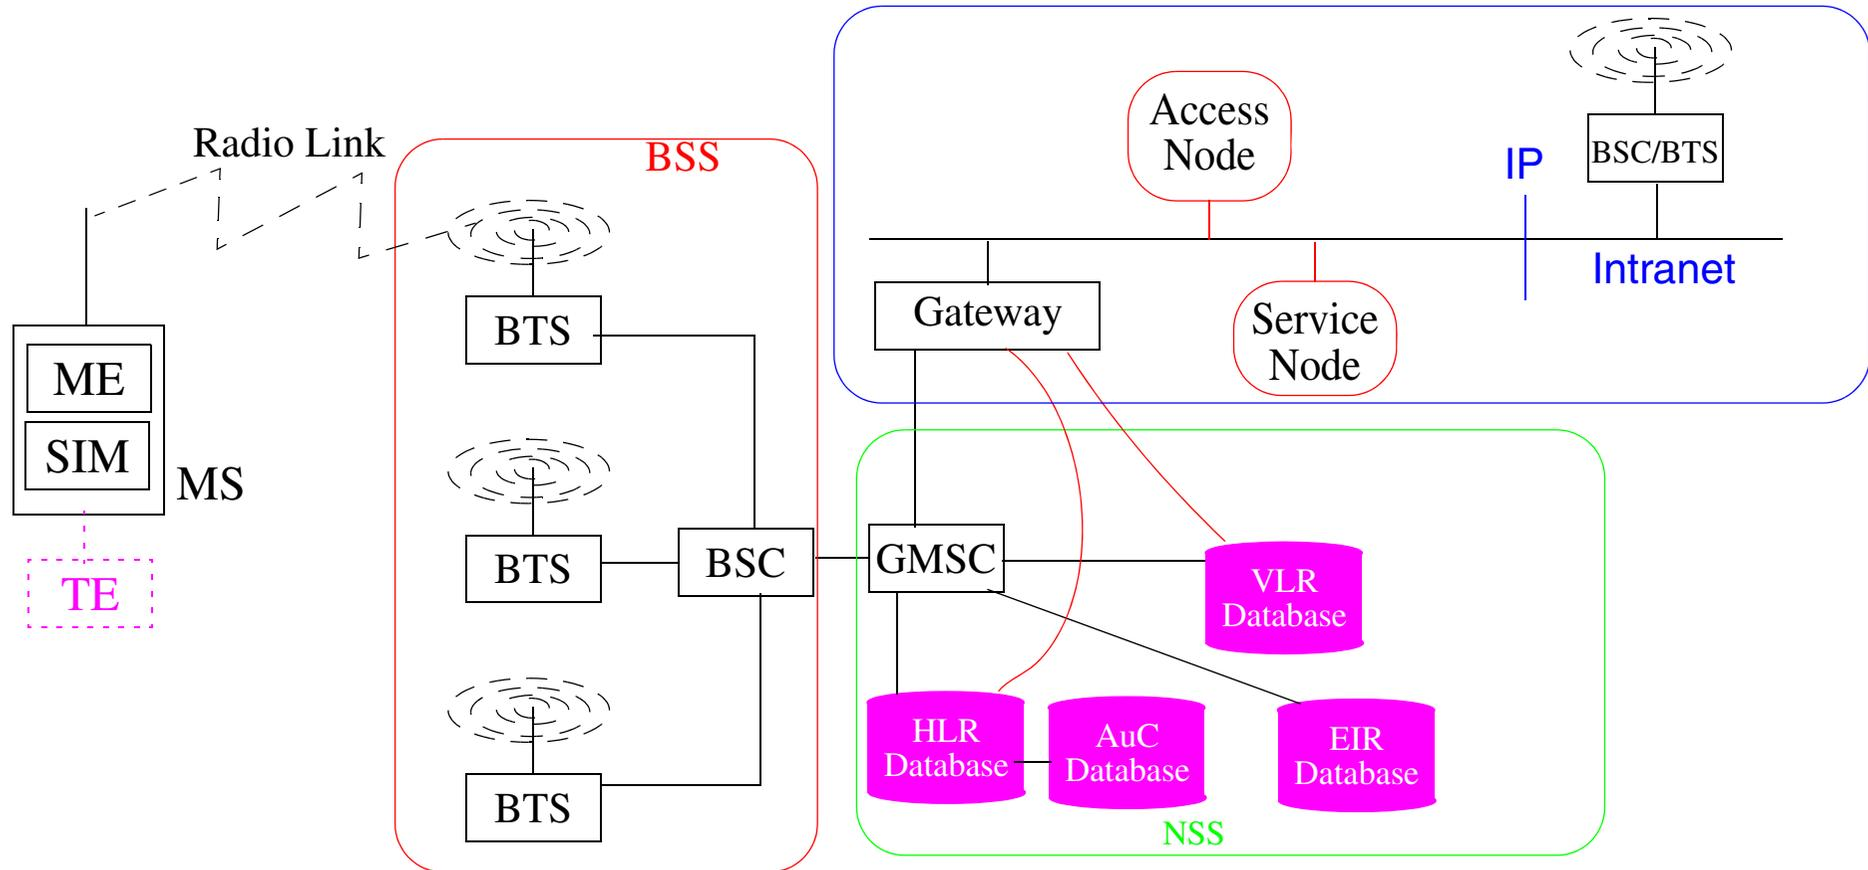 Radio Link
BSS
Access
Node
IP
BSC/BTS
Intranet
Gateway
Service
Node
BTS
ME
SIM
MS
TE
BTS
BSC
GMSC
VLR
Database
HLR
Database
AuC
Database
EIR
Database
BTS
NSS